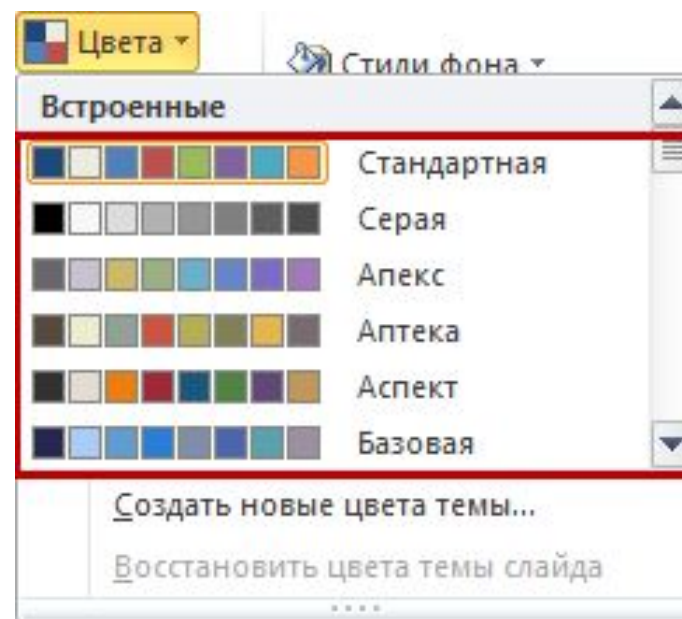 Цвета
Стили фона
Встроенные
Стандартная
Серая
Апекс
Аптека
Аспект
Базовая
Создать новые цвета темы...
Восстановить цвета темы слайда